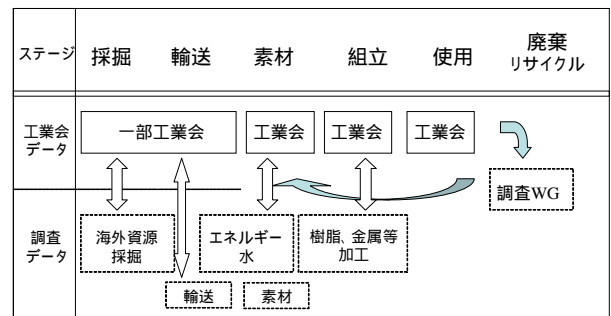 ステージ 採掘 輸送 素材 組立 使用 廃棄
リサイクル
工業会
データ
一部工業会 工業会 工業会 工業会
調査WG
調査
データ
海外資源
採掘
エネルギー
水
樹脂、金属等
加工
輸送 素材